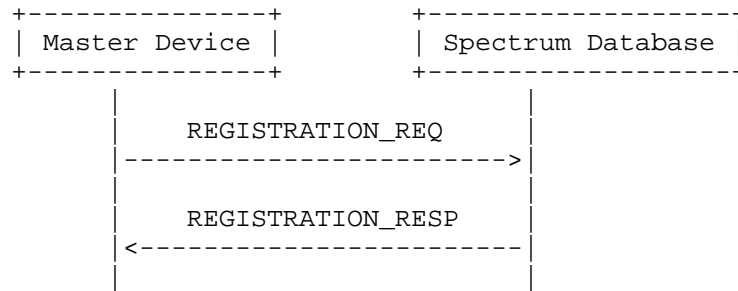 Master Device
Spectrum Database
REGISTRATION_REQ
REGISTRATION_RESP